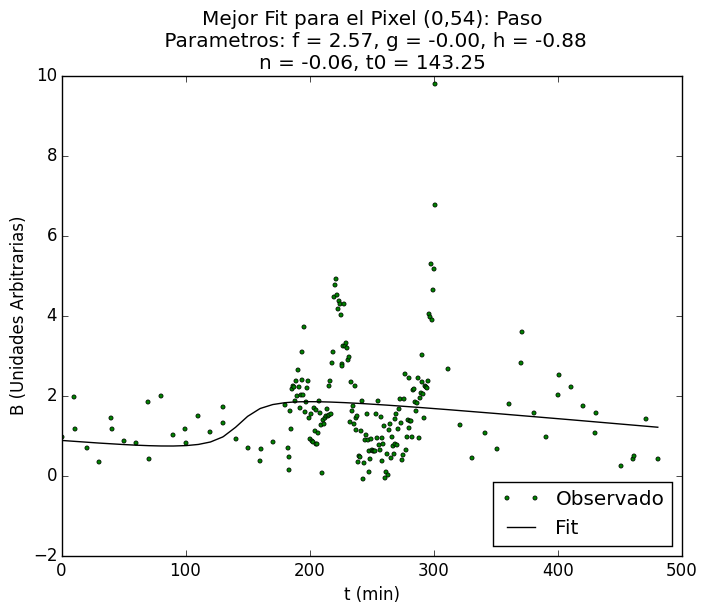 Mejor Fit para el Pixel (0,54): Paso
Parametros: f = 2.57, g = -0.00, h = -0.88
n = -0.06, t0 = 143.25
10
8
6
4
2
0
−2
B (Unidades Arbitrarias)
Observado
Fit
0 100 200 300 400 500
t (min)